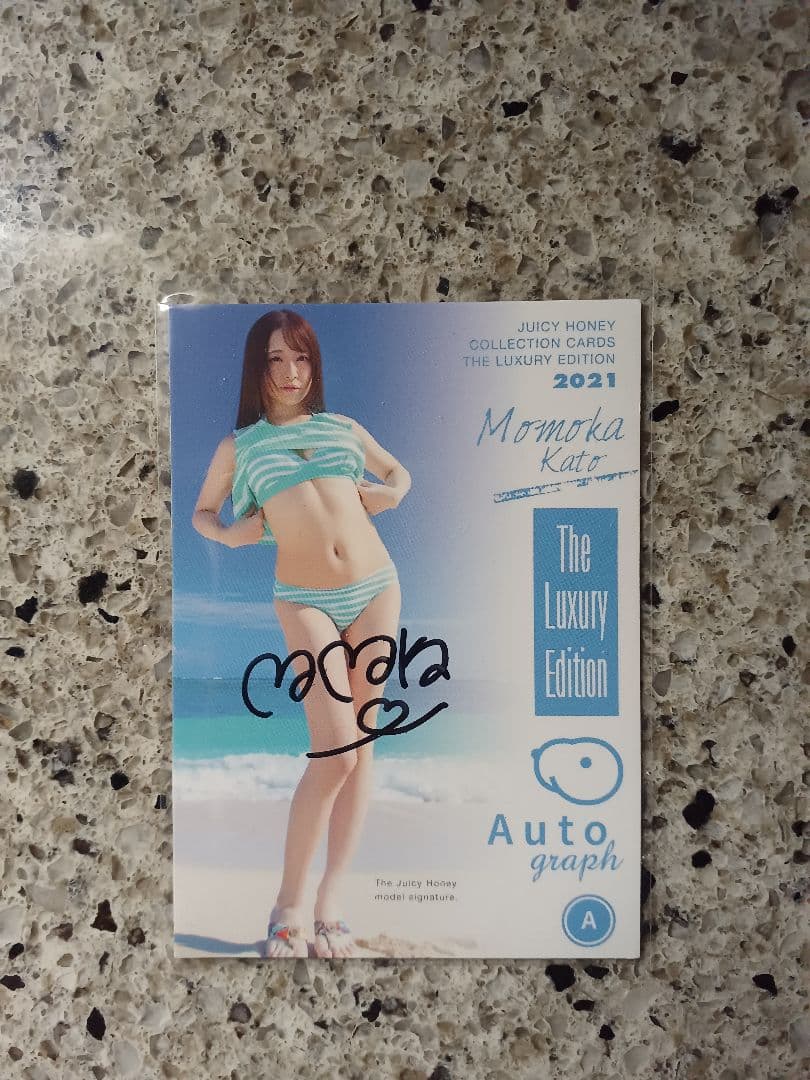 JUICY HONEY
COLLECTION CARDS
THE LUXURY EDITION
2021
Momoka
Kato
The
Luxury
Edition
momoka
Auto
graph
The Juicy Honey
model signature.
A